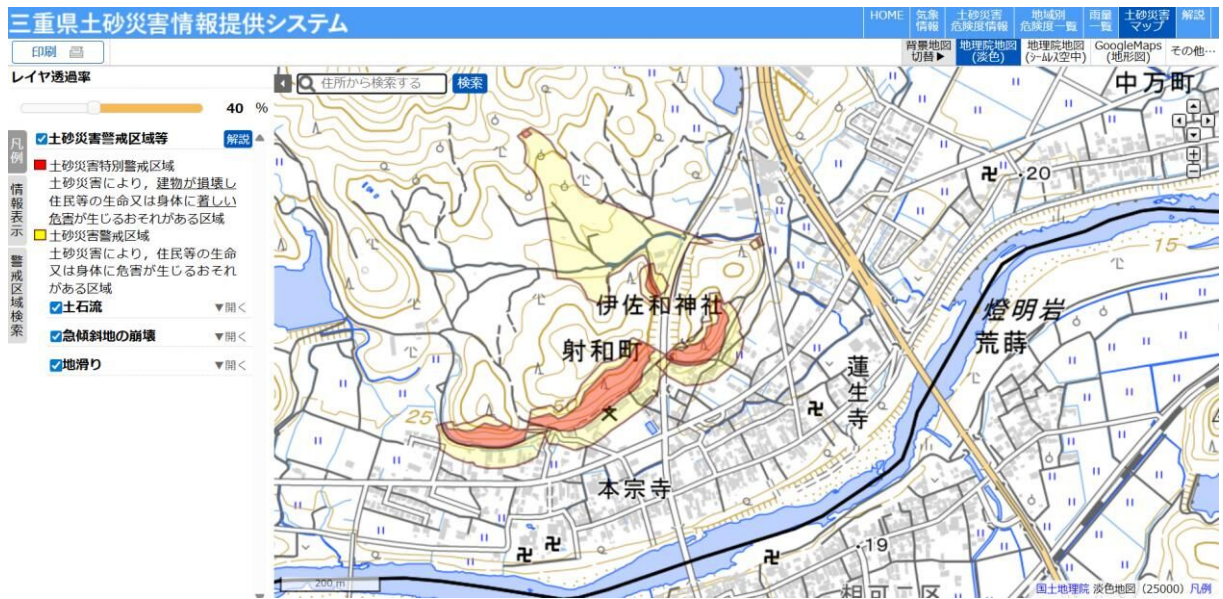 三重県土砂災害情報提供システム
HOME
気象
情報
土砂災害
危険度情報
地域別
危険度一覧
雨量
一覧
土砂災害
マップ
解説
印刷
背景地図
切替▶
地理院地図
(淡色)
地理院地図
(シームレス空中)
GoogleMaps
(地形図)
その他…
レイヤ透過率
40 %
住所から検索する
検索
凡例
情報表示
警戒区域検索
土砂災害警戒区域等
解説
土砂災害特別警戒区域
土砂災害により，建物が損壊し
住民等の生命又は身体に著しい
危害が生じるおそれがある区域
土砂災害警戒区域
土砂災害により，住民等の生命
又は身体に危害が生じるおそれ
がある区域
土石流 ▼開く
急傾斜地の崩壊 ▼開く
地滑り ▼開く
中万町
20
15
伊佐和神社
射和町
燈明岩
荒蒔
蓮生寺
25
本宗寺
19
相可二区
200 m
国土地理院 淡色地図 (25000) 凡例